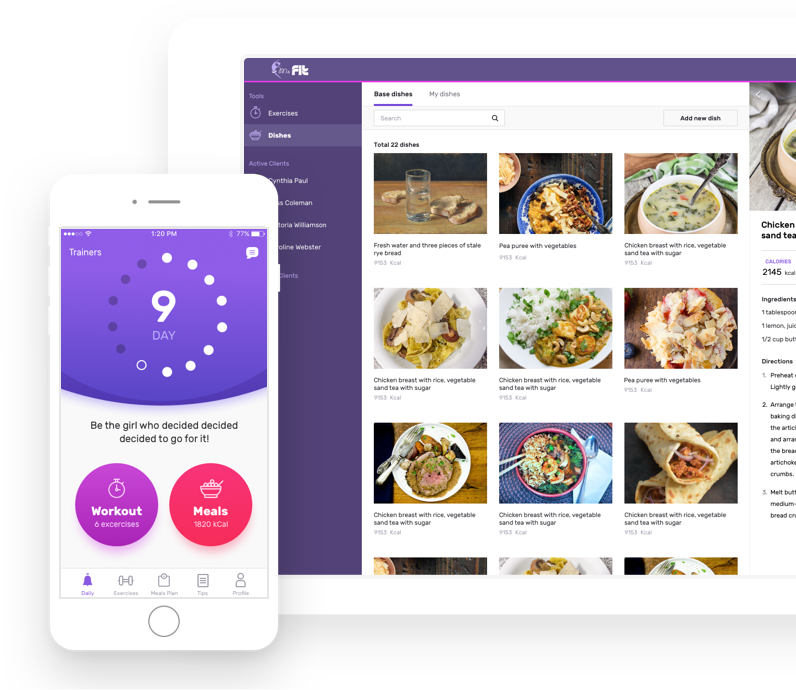 Fit
Tools
Exercises
Dishes
Active Clients
Cynthia Paul
ss Coleman
toria Williamson
roline Webster
Clients
Base dishes
My dishes
Search
Add new dish
Total 22 dishes
Fresh water and three pieces of stale
rye bread
9153 Kcal
Pea puree with vegetables
9153 Kcal
Chicken breast with rice, vegetable
sand tea with sugar
9153 Kcal
Chicken breast with rice, vegetable
sand tea with sugar
9153 Kcal
Chicken breast with rice, vegetable
sand tea with sugar
9153 Kcal
Pea puree with vegetables
9153 Kcal
Chicken breast with rice, vegetable
sand tea with sugar
9153 Kcal
Chicken breast with rice, vegetable
sand tea with sugar
9153 Kcal
Chicken breast with rice, vegetable
sand tea with sugar
9153 Kcal
Chicken
sand tea
CALORIES
2145 kcal
Ingredients
1 tablespoo
1 lemon, juic
1/2 cup butt
Directions
1. Preheat
Lightly g
2. Arrange
baking di
the artich
and arran
the bread
artichoke
crumbs.
3. Melt butt
medium-
bread cru
1:20 PM
77%
Trainers
9
DAY
Be the girl who decided decided
decided to go for it!
Workout
6 excercises
Meals
1820 kCal
Daily
Exercises
Meals Plan
Tips
Profile